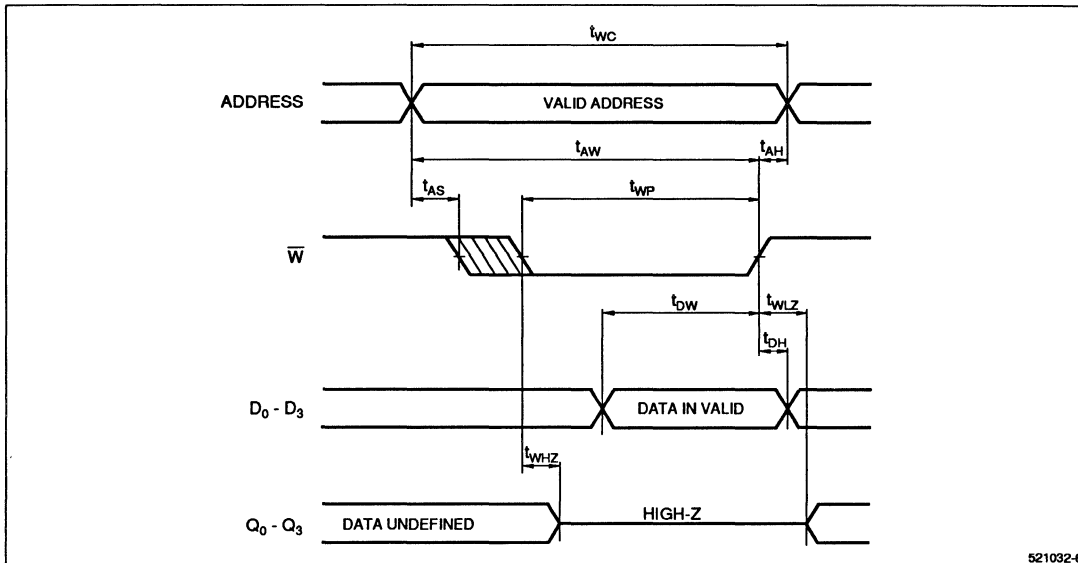 tWC
ADDRESS
VALID ADDRESS
tAW
tAH
tAS
tWP
W̅
tDW
tWLZ
tDH
D0 - D3
DATA IN VALID
tWHZ
Q0 - Q3
DATA UNDEFINED
HIGH-Z